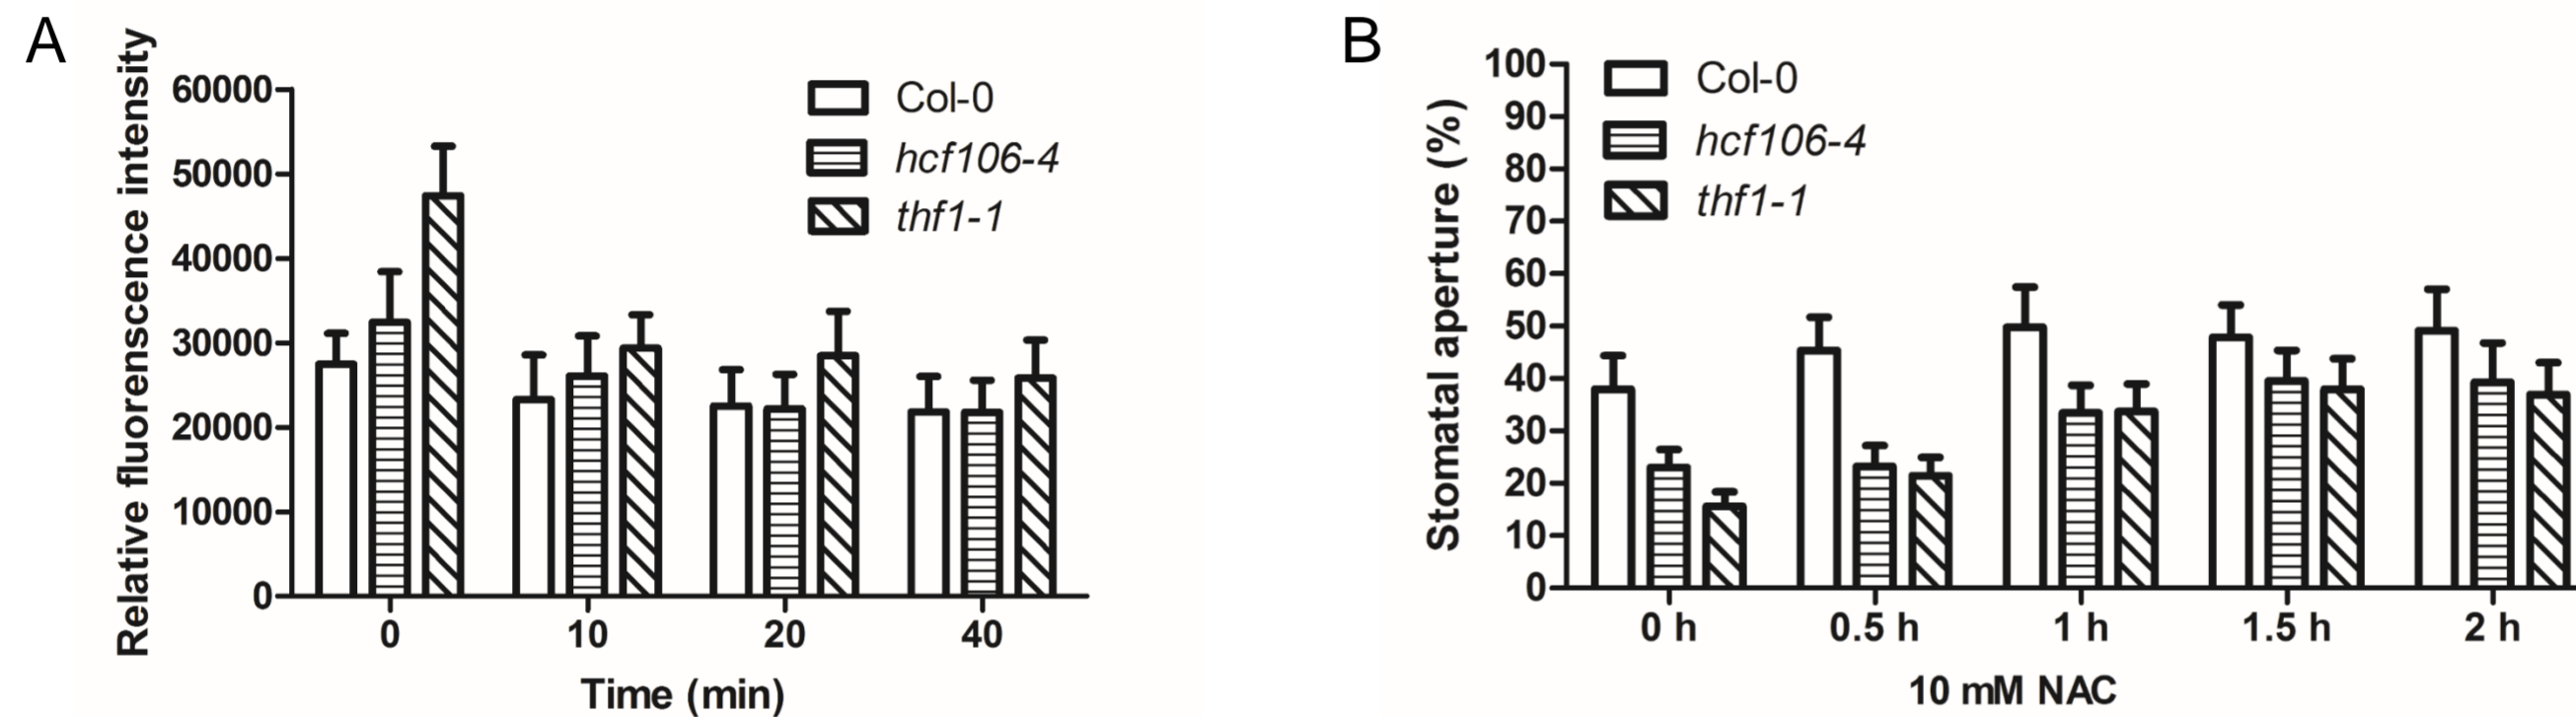 A
Relative fluorenscence intensity
60000
50000
40000
30000
20000
10000
0
Col-0
hcf106-4
thf1-1
0 10 20 40
Time (min)
B
Stomatal aperture (%)
100
90
80
70
60
50
40
30
20
10
0
Col-0
hcf106-4
thf1-1
0 h 0.5 h 1 h 1.5 h 2 h
10 mM NAC